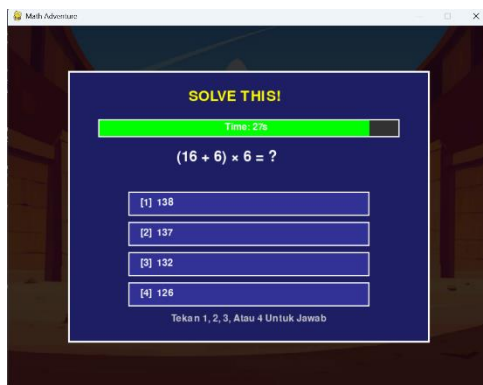 Math Adventure
SOLVE THIS!
Time: 27s
(16 + 6) × 6 = ?
[1] 138
[2] 137
[3] 132
[4] 126
Tekan 1, 2, 3, Atau 4 Untuk Jawab